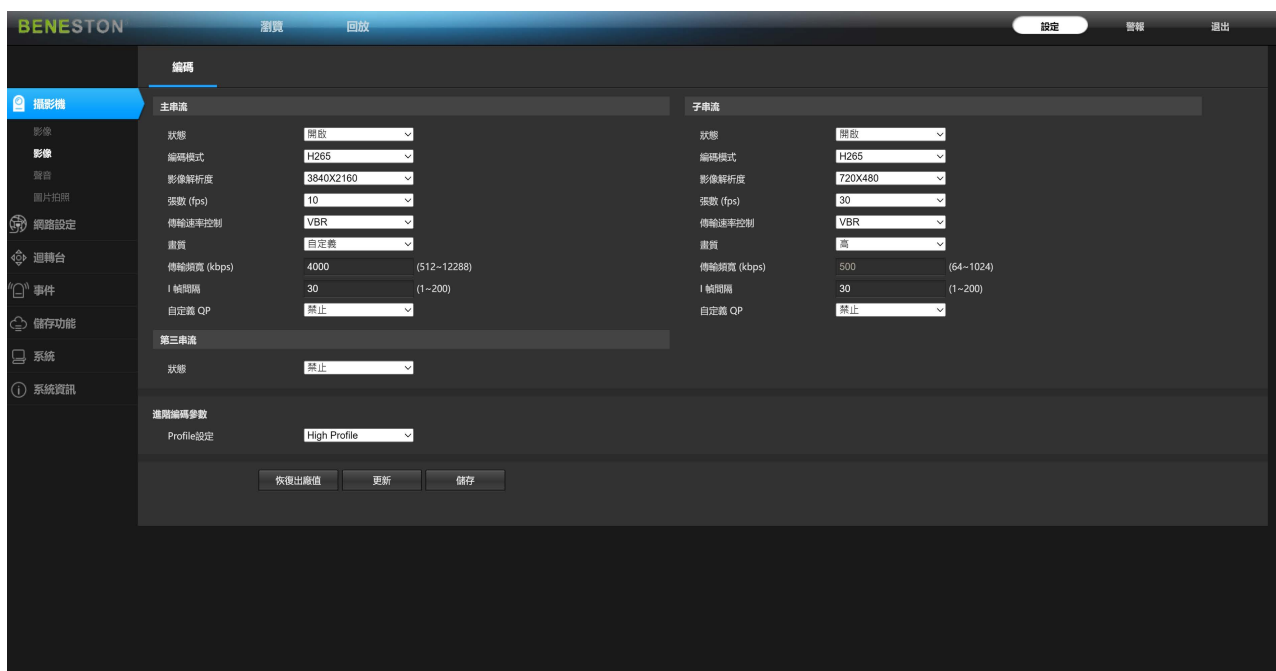 BENESTON 瀏覽 回放 設定 警報 退出
編碼
攝影機
影像
影像
聲音
圖片拍照
網路設定
迴轉台
事件
儲存功能
系統
系統資訊
主串流
狀態 開啟
編碼模式 H265
影像解析度 3840X2160
張數 (fps) 10
傳輸速率控制 VBR
畫質 自定義
傳輸頻寬 (kbps) 4000 (512~12288)
I 幀間隔 30 (1~200)
自定義 QP 禁止
子串流
狀態 開啟
編碼模式 H265
影像解析度 720X480
張數 (fps) 30
傳輸速率控制 VBR
畫質 高
傳輸頻寬 (kbps) 500 (64~1024)
I 幀間隔 30 (1~200)
自定義 QP 禁止
第三串流
狀態 禁止
進階編碼參數
Profile設定 High Profile
恢復出廠值 更新 儲存